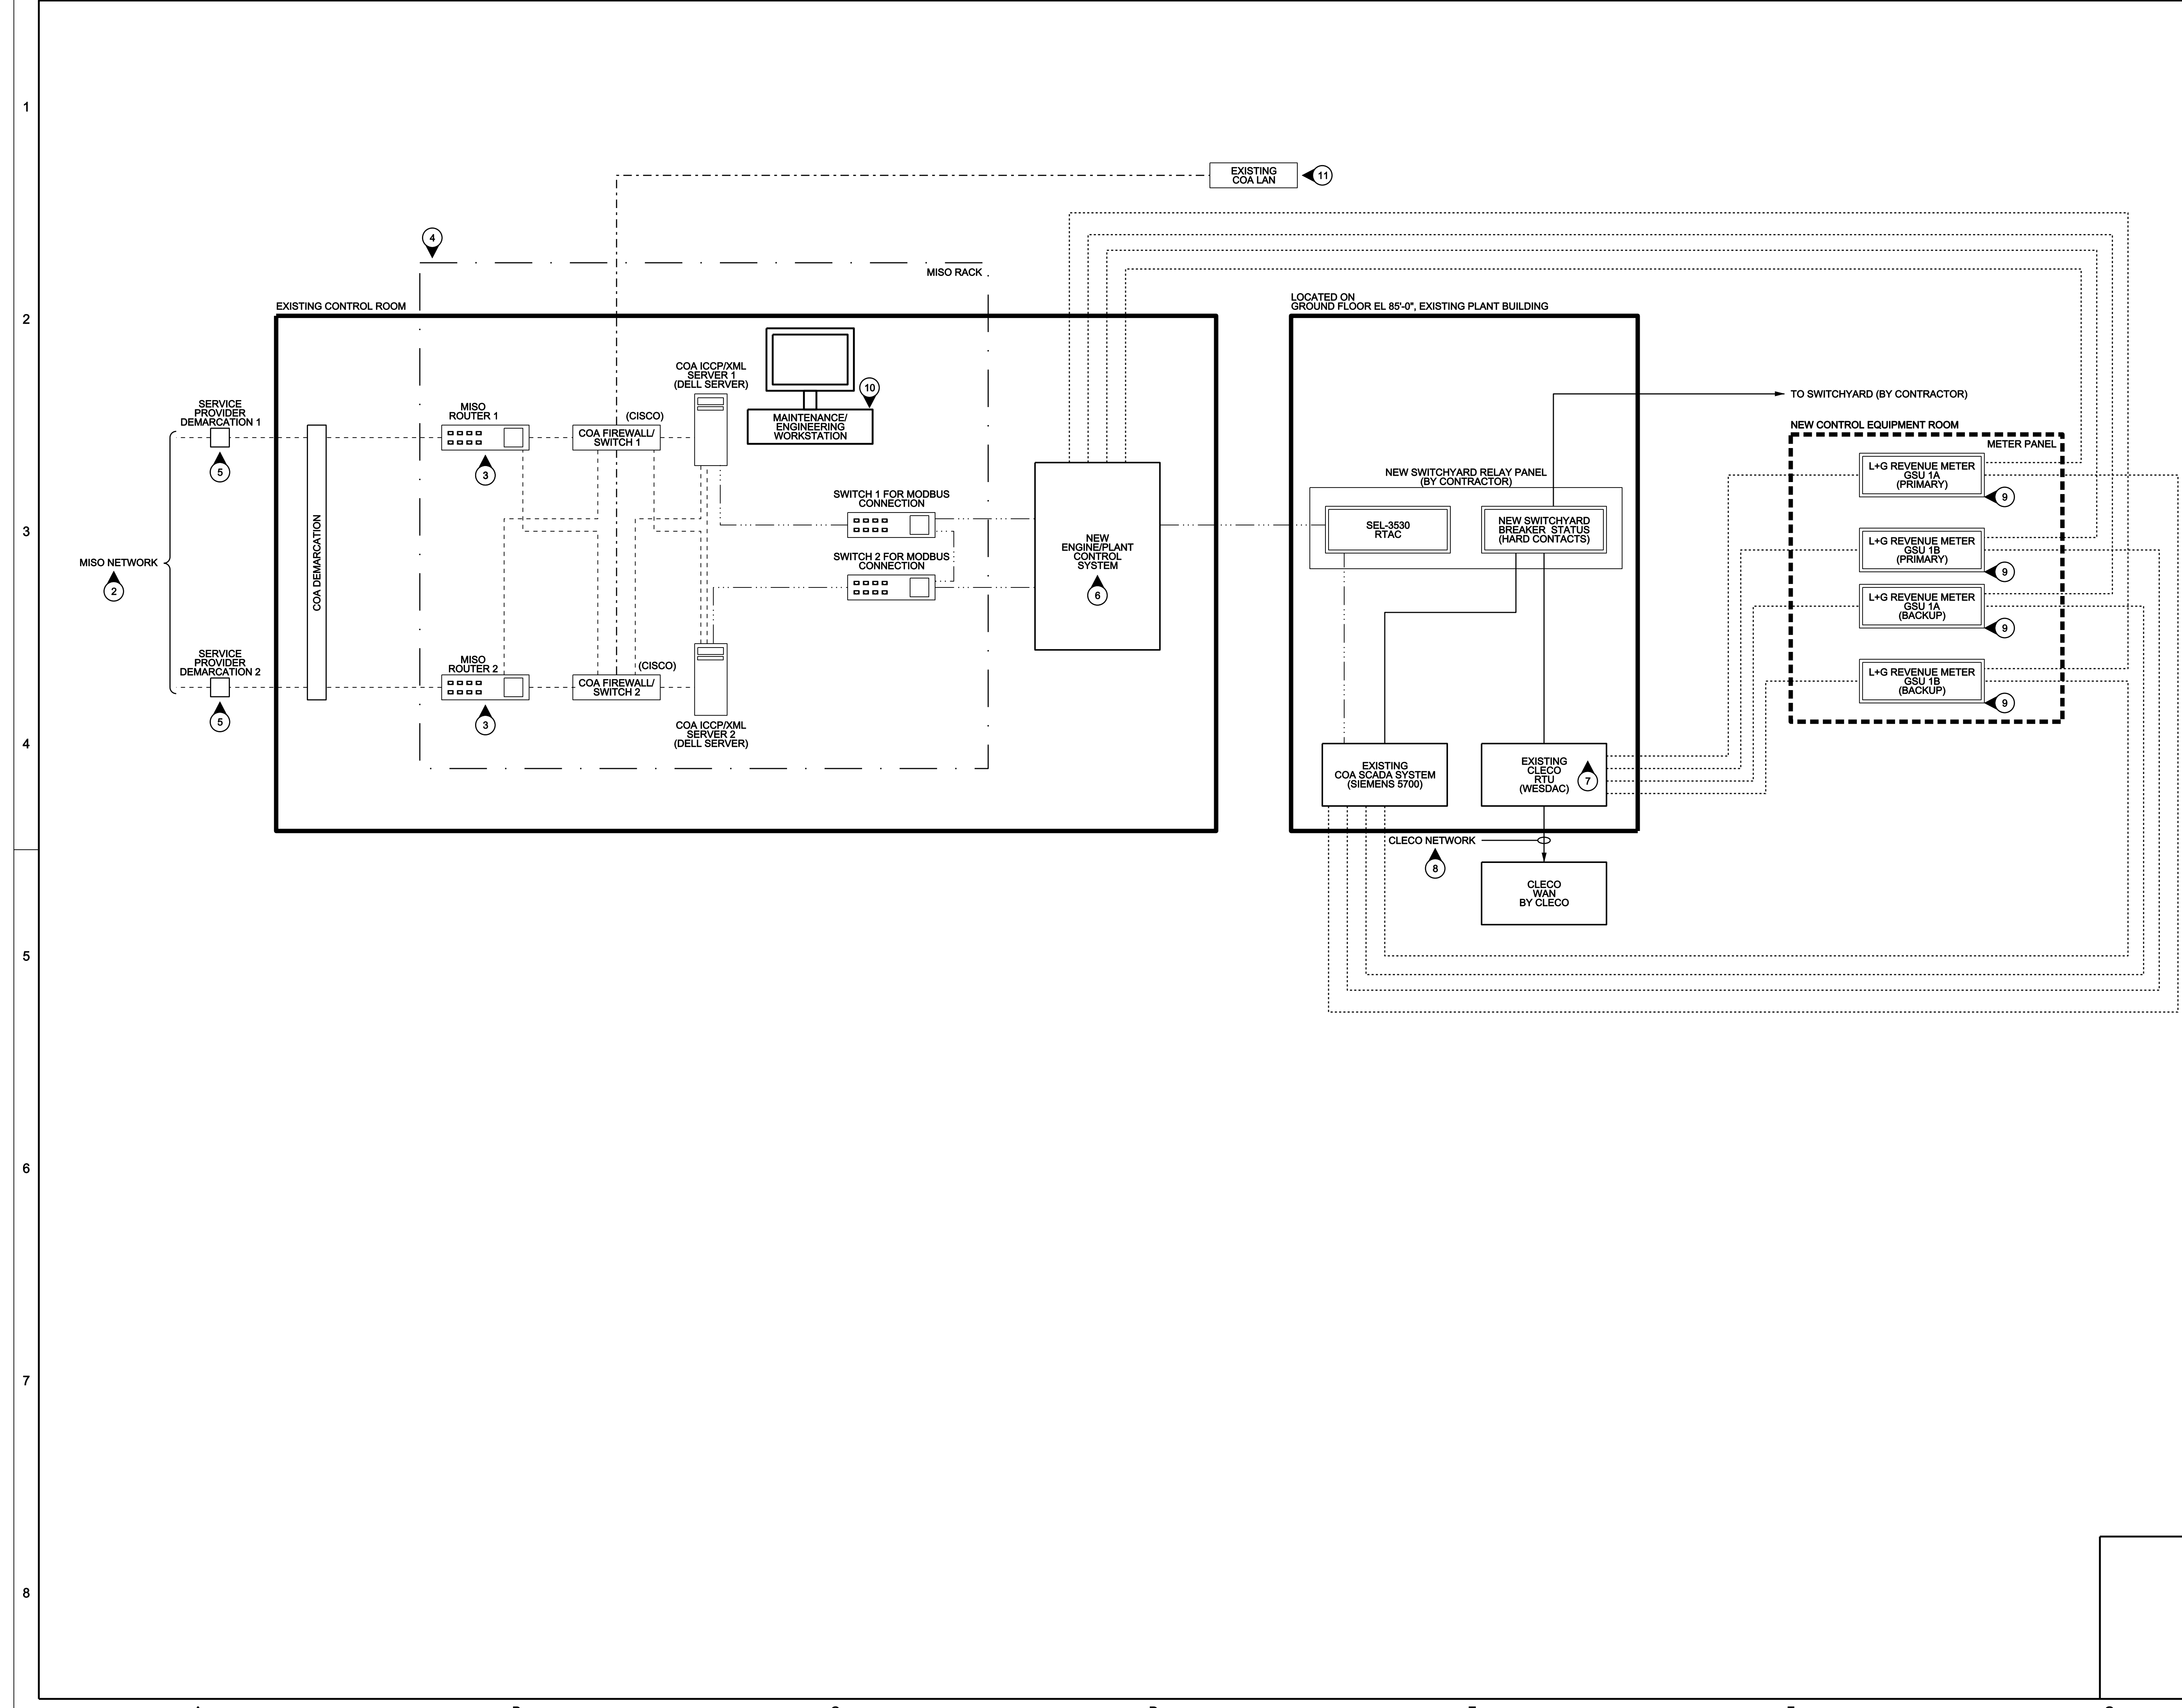 1
EXISTING
COA LAN
11
4
MISO RACK
EXISTING CONTROL ROOM
LOCATED ON
GROUND FLOOR EL 85'-0", EXISTING PLANT BUILDING
2
COA ICCP/XML
SERVER 1
(DELL SERVER)
10
MAINTENANCE/
ENGINEERING
WORKSTATION
TO SWITCHYARD (BY CONTRACTOR)
SERVICE
PROVIDER
DEMARCATION 1
5
MISO
ROUTER 1
3
(CISCO)
COA FIREWALL/
SWITCH 1
NEW CONTROL EQUIPMENT ROOM
METER PANEL
L+G REVENUE METER
GSU 1A
(PRIMARY)
9
NEW SWITCHYARD RELAY PANEL
(BY CONTRACTOR)
SWITCH 1 FOR MODBUS
CONNECTION
SEL-3530
RTAC
NEW SWITCHYARD
BREAKER STATUS
(HARD CONTACTS)
3
COA DEMARCATION
NEW
ENGINE/PLANT
CONTROL
SYSTEM
6
L+G REVENUE METER
GSU 1B
(PRIMARY)
9
SWITCH 2 FOR MODBUS
CONNECTION
MISO NETWORK
2
L+G REVENUE METER
GSU 1A
(BACKUP)
9
SERVICE
PROVIDER
DEMARCATION 2
5
MISO
ROUTER 2
3
(CISCO)
COA FIREWALL/
SWITCH 2
L+G REVENUE METER
GSU 1B
(BACKUP)
9
COA ICCP/XML
SERVER 2
(DELL SERVER)
4
EXISTING
COA SCADA SYSTEM
(SIEMENS 5700)
EXISTING
CLECO
RTU
(WESDAC)
7
CLECO NETWORK
8
CLECO
WAN
BY CLECO
5
6
7
8